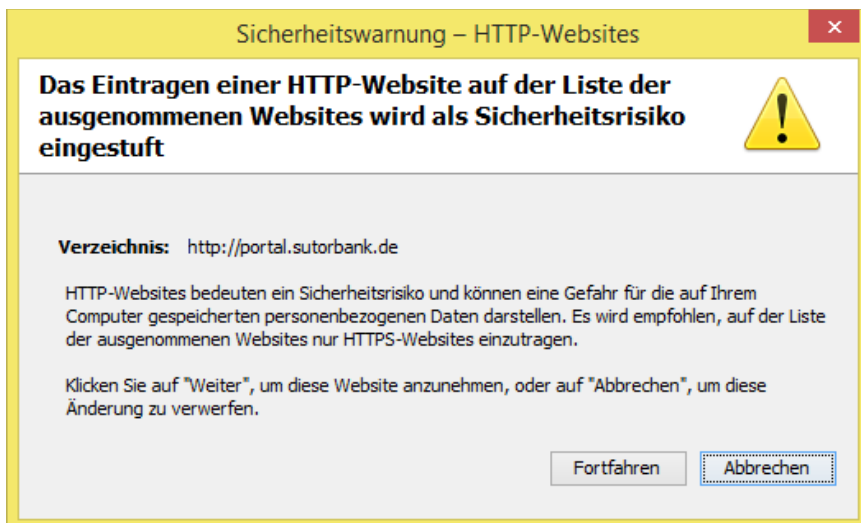 Sicherheitswarnung – HTTP-Websites
Das Eintragen einer HTTP-Website auf der Liste der
ausgenommenen Websites wird als Sicherheitsrisiko
eingestuft
Verzeichnis: http://portal.sutorbank.de
HTTP-Websites bedeuten ein Sicherheitsrisiko und können eine Gefahr für die auf Ihrem
Computer gespeicherten personenbezogenen Daten darstellen. Es wird empfohlen, auf der Liste
der ausgenommenen Websites nur HTTPS-Websites einzutragen.
Klicken Sie auf "Weiter", um diese Website anzunehmen, oder auf "Abbrechen", um diese
Änderung zu verwerfen.
Fortfahren Abbrechen